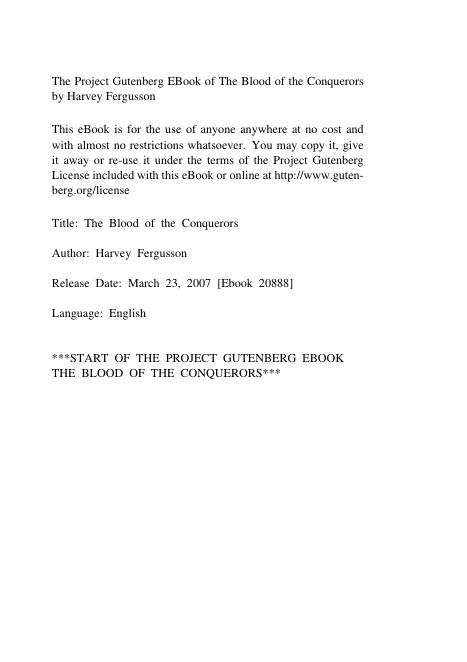 The Project Gutenberg EBook of The Blood of the Conquerors
by Harvey Fergusson
This eBook is for the use of anyone anywhere at no cost and
with almost no restrictions whatsoever. You may copy it, give
it away or re-use it under the terms of the Project Gutenberg
License included with this eBook or online at http://www.guten-
berg.org/license
Title: The Blood of the Conquerors
Author: Harvey Fergusson
Release Date: March 23, 2007 [Ebook 20888]
Language: English
***START OF THE PROJECT GUTENBERG EBOOK
THE BLOOD OF THE CONQUERORS***